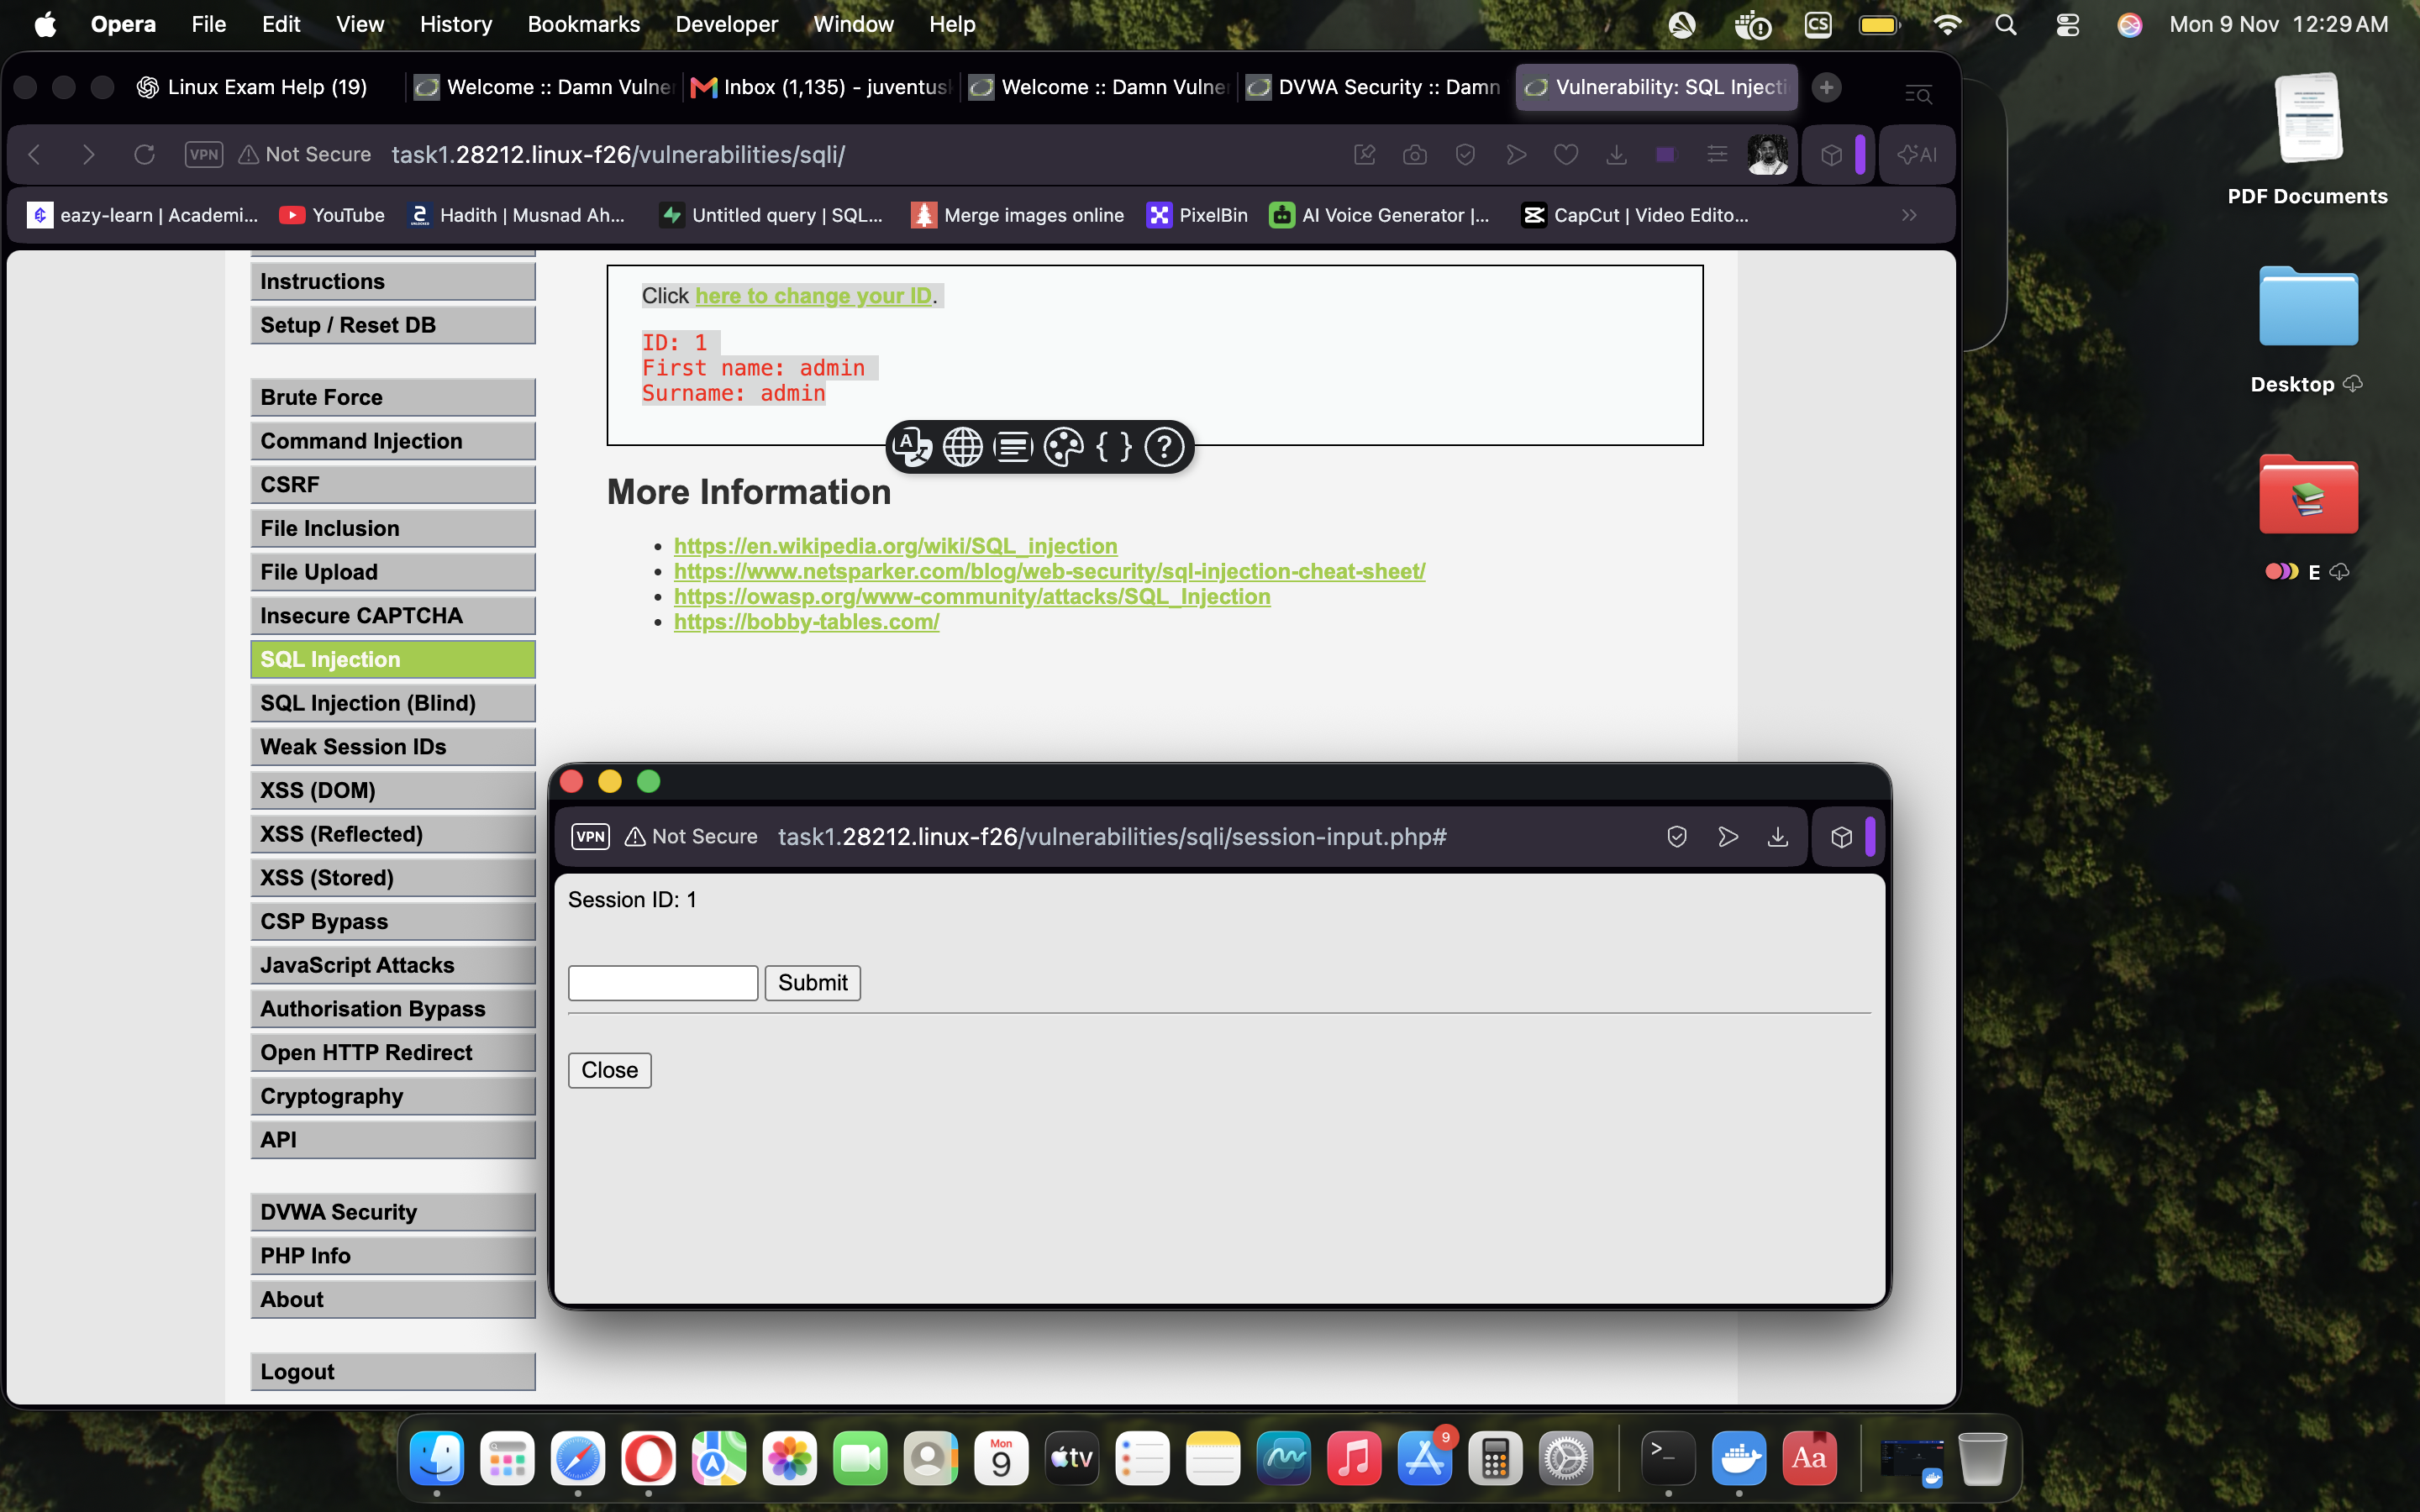 Opera File Edit View History Bookmarks Developer Window Help CS Mon 9 Nov 12:29 AM
Linux Exam Help (19) Welcome :: Damn Vulne Inbox (1,135) - juventus Welcome :: Damn Vulne DVWA Security :: Damn Vulnerability: SQL Injecti
VPN Not Secure task1.28212.linux-f26/vulnerabilities/sqli/ AI
eazy-learn | Academi... YouTube Hadith | Musnad Ah... Untitled query | SQL... Merge images online PixelBin AI Voice Generator |... CapCut | Video Edito...
PDF Documents
Desktop
E
Instructions
Setup / Reset DB
Brute Force
Command Injection
CSRF
File Inclusion
File Upload
Insecure CAPTCHA
SQL Injection
SQL Injection (Blind)
Weak Session IDs
XSS (DOM)
XSS (Reflected)
XSS (Stored)
CSP Bypass
JavaScript Attacks
Authorisation Bypass
Open HTTP Redirect
Cryptography
API
DVWA Security
PHP Info
About
Logout
Click here to change your ID.
ID: 1
First name: admin
Surname: admin
More Information
https://en.wikipedia.org/wiki/SQL_injection
https://www.netsparker.com/blog/web-security/sql-injection-cheat-sheet/
https://owasp.org/www-community/attacks/SQL_Injection
https://bobby-tables.com/
VPN Not Secure task1.28212.linux-f26/vulnerabilities/sqli/session-input.php#
Session ID: 1
Submit
Close
Mon
9
tv
9
Aa